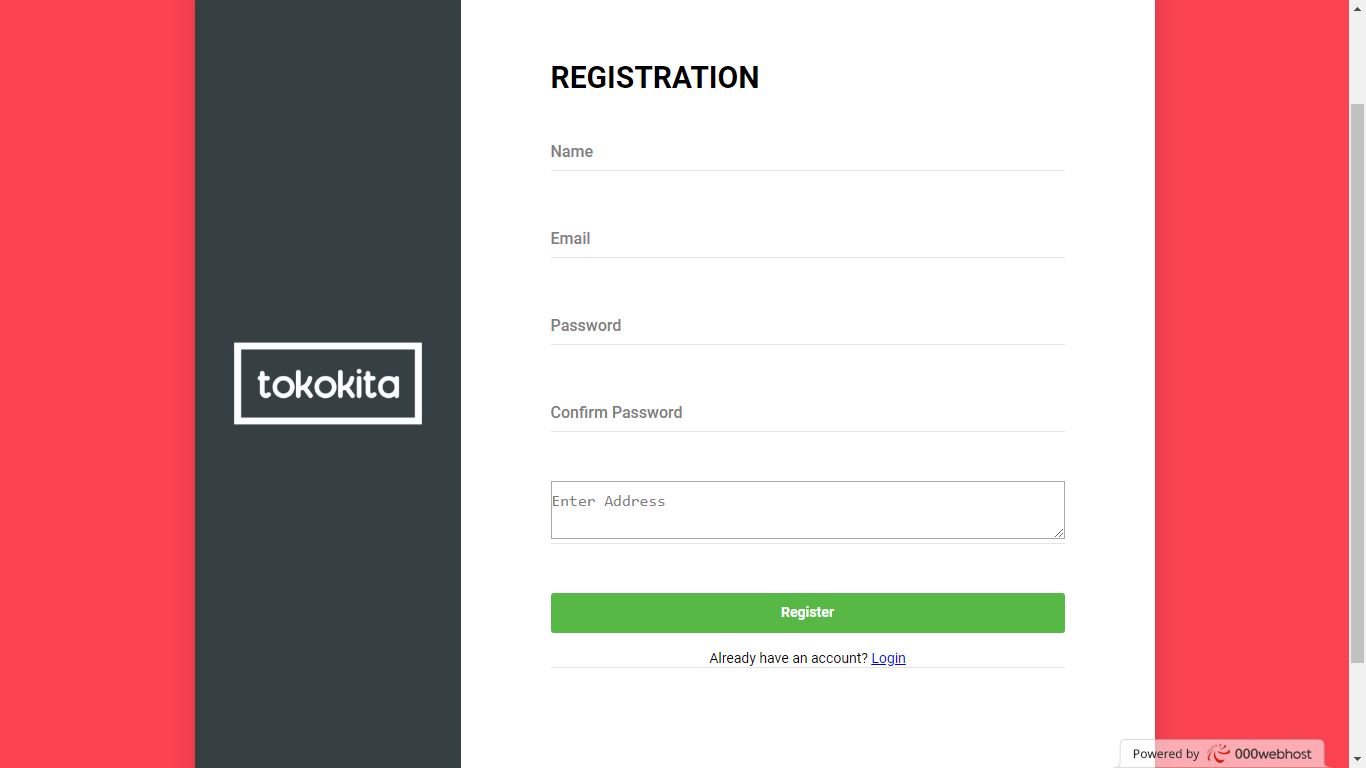 REGISTRATION
Name
Email
Password
Confirm Password
tokokita
Enter Address
Register
Already have an account? Login
Powered by 000webhost